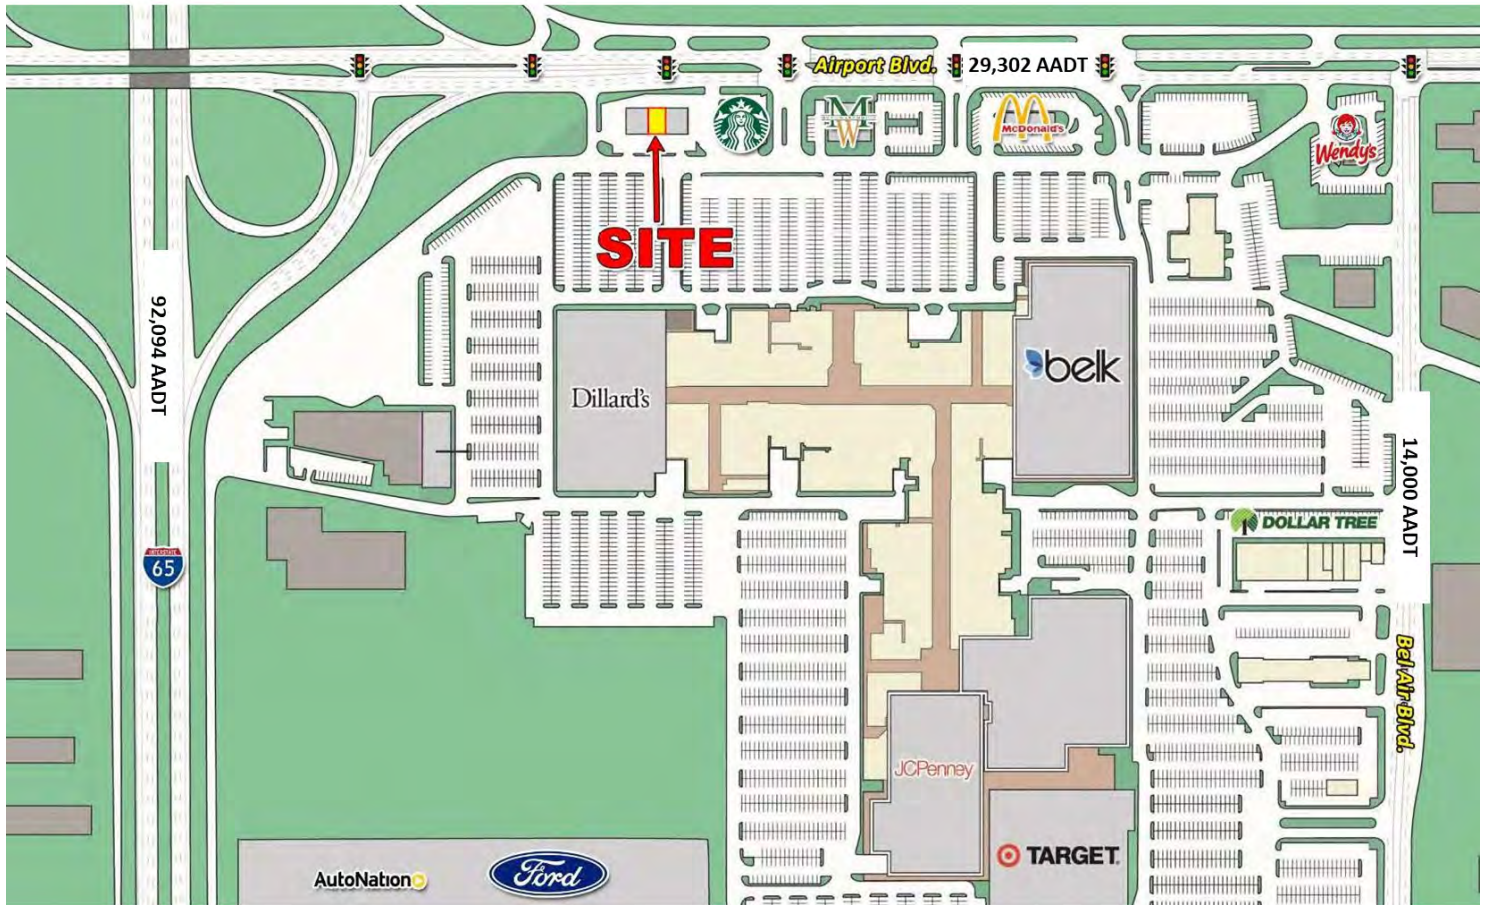 Airport Blvd.
29,302 AADT
M
W
McDonald's
Wendy's
SITE
92,094 AADT
Dillard's
belk
14,000 AADT
DOLLAR TREE
INTERSTATE
65
Bel Air Blvd.
JCPenney
TARGET
AutoNation
Ford